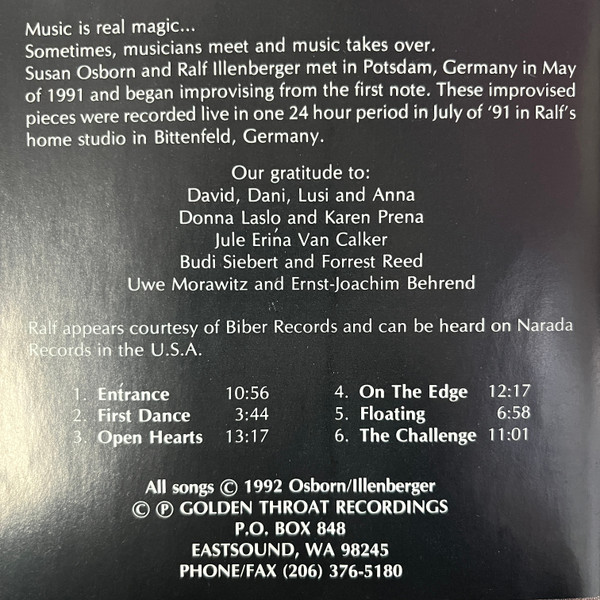 Music is real magic...
Sometimes, musicians meet and music takes over.
Susan Osborn and Ralf Illenberger met in Potsdam, Germany in May
of 1991 and began improvising from the first note. These improvised
pieces were recorded live in one 24 hour period in July of '91 in Ralf's
home studio in Bittenfeld, Germany.
Our gratitude to:
David, Dani, Lusi and Anna
Donna Laslo and Karen Prena
Jule Erina Van Calker
Budi Siebert and Forrest Reed
Uwe Morawitz and Ernst-Joachim Behrend
Ralf appears courtesy of Biber Records and can be heard on Narada
Records in the U.S.A.
1. Entrance 10:56
2. First Dance 3:44
3. Open Hearts 13:17
4. On The Edge 12:17
5. Floating 6:58
6. The Challenge 11:01
All songs © 1992 Osborn/Illenberger
© ℗ GOLDEN THROAT RECORDINGS
P.O. BOX 848
EASTSOUND, WA 98245
PHONE/FAX (206) 376-5180